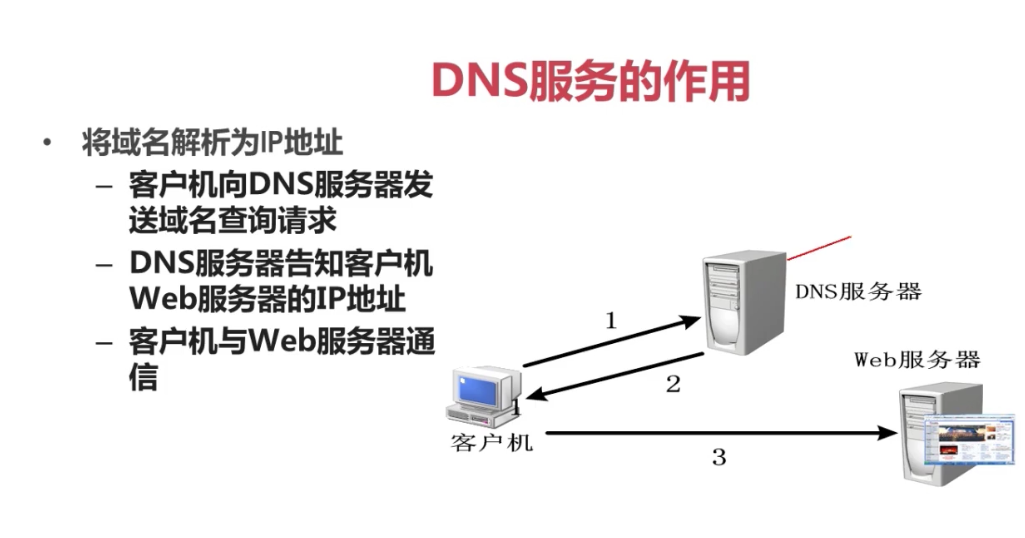 DNS服务的作用
• 将域名解析为IP地址
– 客户机向DNS服务器发
送域名查询请求
– DNS服务器告知客户机
Web服务器的IP地址
– 客户机与Web服务器通
信
DNS服务器
1
Web服务器
2
客户机
3